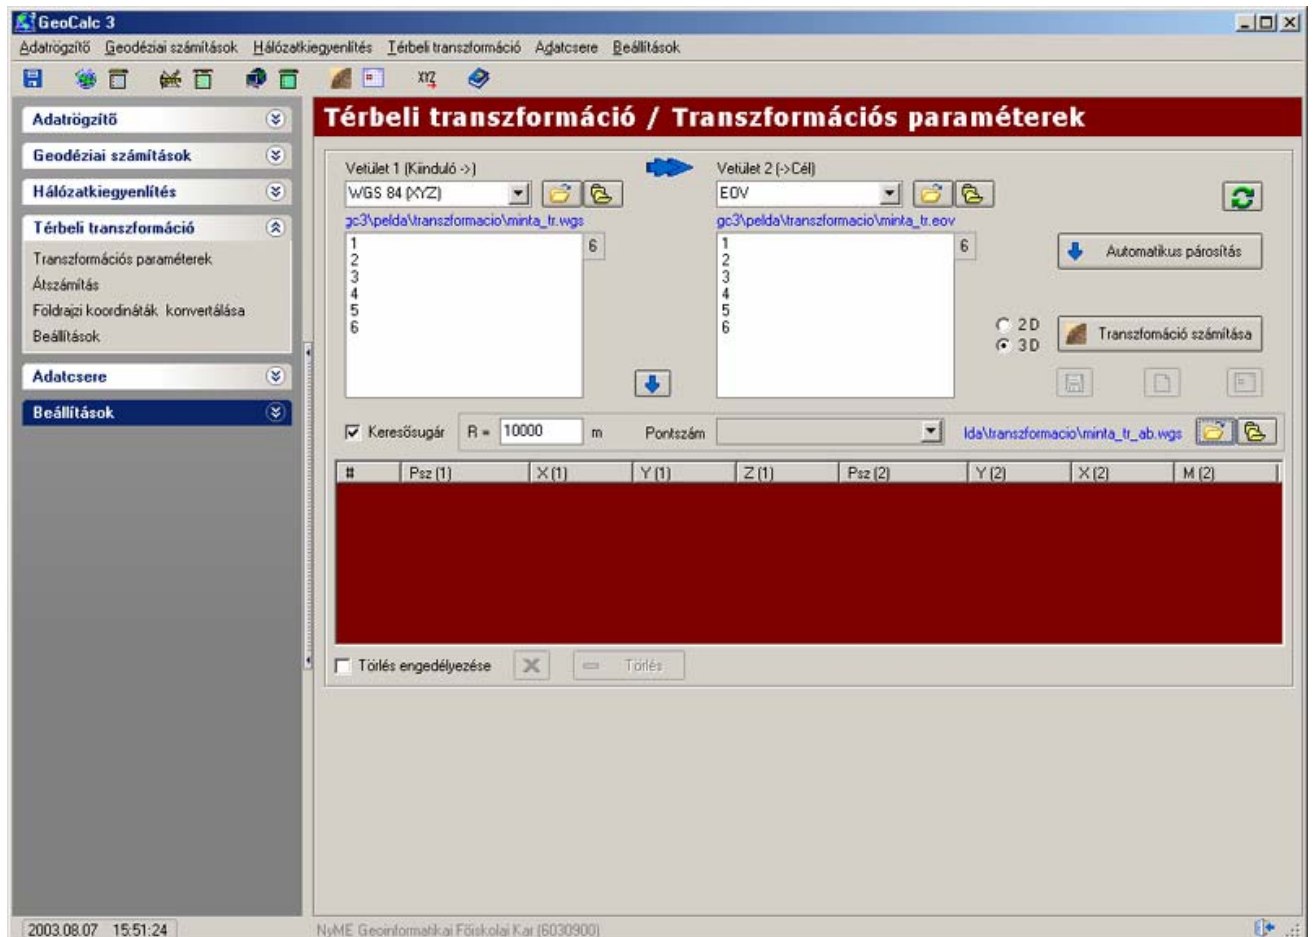 GeoCalc 3
Adatrögzítő Geodéziai számítások Hálózatkiegyenlítés Térbeli transzformáció Adatcsere Beállítások
XYZ
Adatrögzítő
Geodéziai számítások
Hálózatkiegyenlítés
Térbeli transzformáció
Transzformációs paraméterek
Átszámítás
Földrajzi koordináták konvertálása
Beállítások
Adatcsere
Beállítások
Térbeli transzformáció / Transzformációs paraméterek
Vetület 1 (Kiinduló ->)
WGS 84 (XYZ)
gc3\pelda\transzformacio\minta_tr.wgs
1
2
3
4
5
6
6
Vetület 2 (->Cél)
EOV
gc3\pelda\transzformacio\minta_tr.eov
1
2
3
4
5
6
6
Automatikus párosítás
2D
3D
Transzfomáció számítása
Keresősugár R = 10000 m Pontszám lda\transzformacio\minta_tr_ab.wgs
# Psz (1) X (1) Y (1) Z (1) Psz (2) Y (2) X (2) M (2)
Törlés engedélyezése Törlés
2003.08.07 15:51:24 NyME Geoinformatikai Főiskolai Kar (6030900)